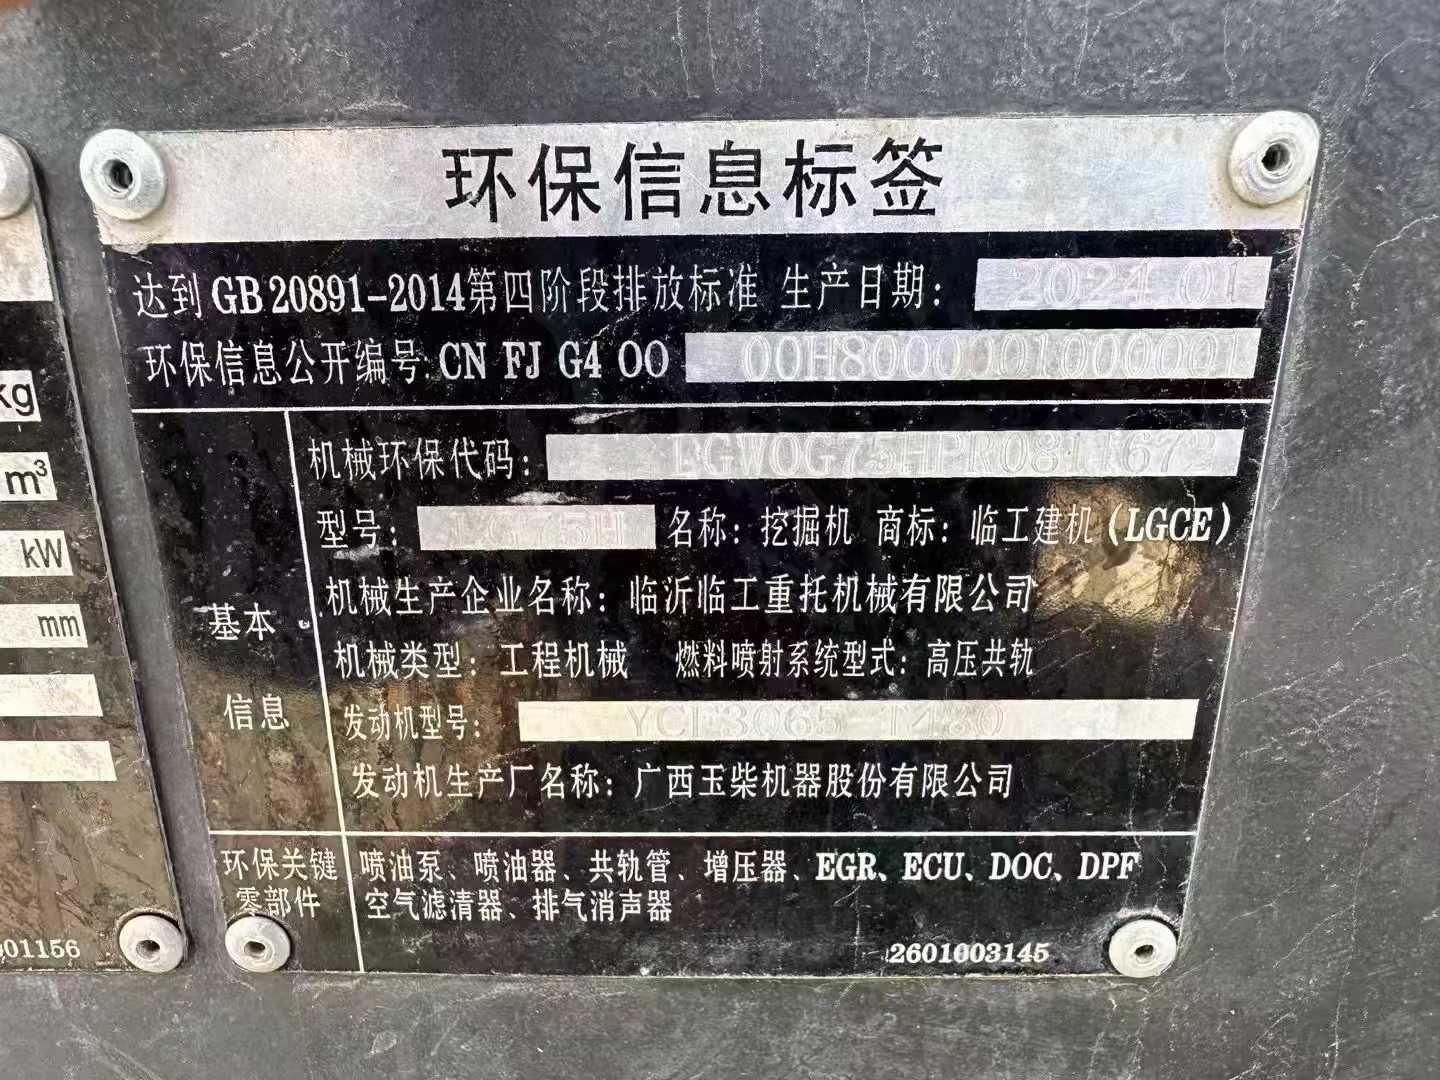 环保信息标签
达到 GB 20891-2014第四阶段排放标准 生产日期: 2024 01
环保信息公开编号: CN FJ G4 00 00H80000001000001
机械环保代码: LGW0G75HPR0811672
型号: LG75H 名称: 挖掘机 商标: 临工建机(LGCE)
机械生产企业名称: 临沂临工重托机械有限公司
机械类型: 工程机械 燃料喷射系统型式: 高压共轨
发动机型号: YCF3065-T480
发动机生产厂名称: 广西玉柴机器股份有限公司
基本
信息
环保关键
零部件
喷油泵、喷油器、共轨管、增压器、EGR、ECU、DOC、DPF
空气滤清器、排气消声器
2601003145
kg
m³
kW
mm
01156